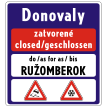 Donovaly
zatvorené
closed/geschlossen
do/as for as/bis
RUŽOMBEROK